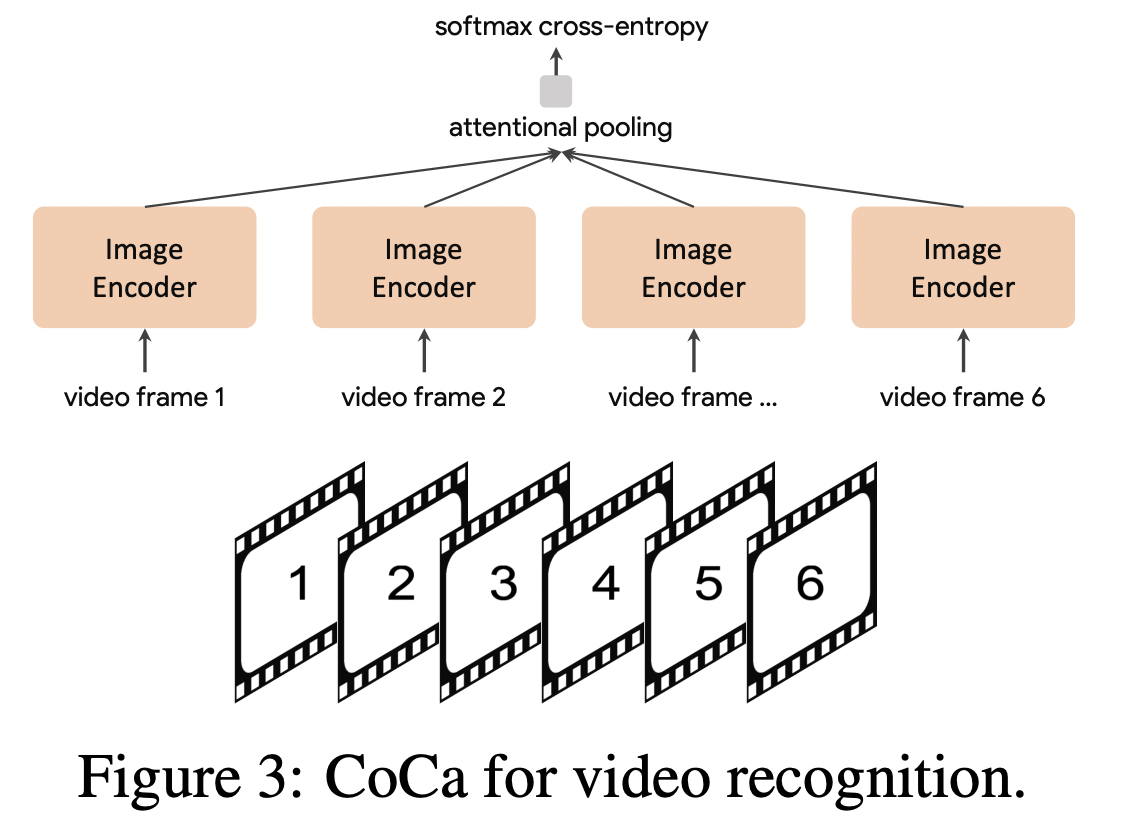 softmax cross-entropy
attentional pooling
Image Encoder
Image Encoder
Image Encoder
Image Encoder
video frame 1
video frame 2
video frame ...
video frame 6
1
2
3
4
5
6
Figure 3: CoCa for video recognition.